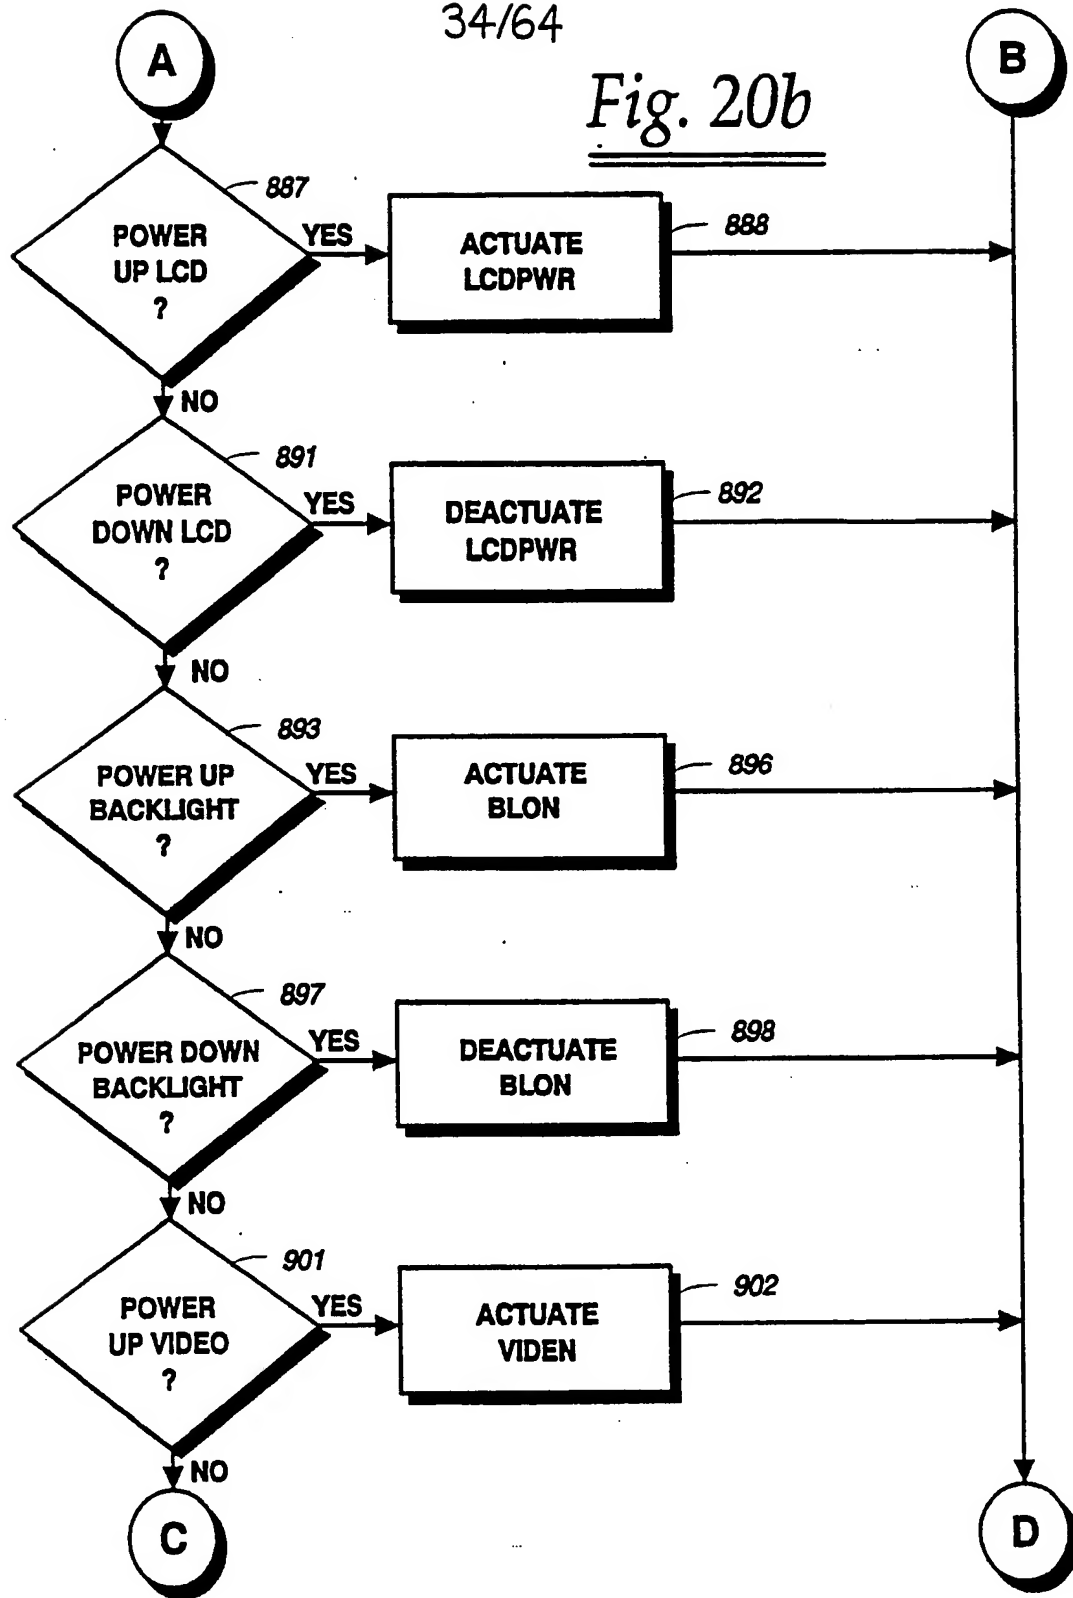 34/64
A
B
Fig. 20b
887
POWER
UP LCD
?
YES
ACTUATE
LCDPWR
888
NO
891
POWER
DOWN LCD
?
YES
DEACTUATE
LCDPWR
892
NO
893
POWER UP
BACKLIGHT
?
YES
ACTUATE
BLON
896
NO
897
POWER DOWN
BACKLIGHT
?
YES
DEACTUATE
BLON
898
NO
901
POWER
UP VIDEO
?
YES
ACTUATE
VIDEN
902
NO
C
D